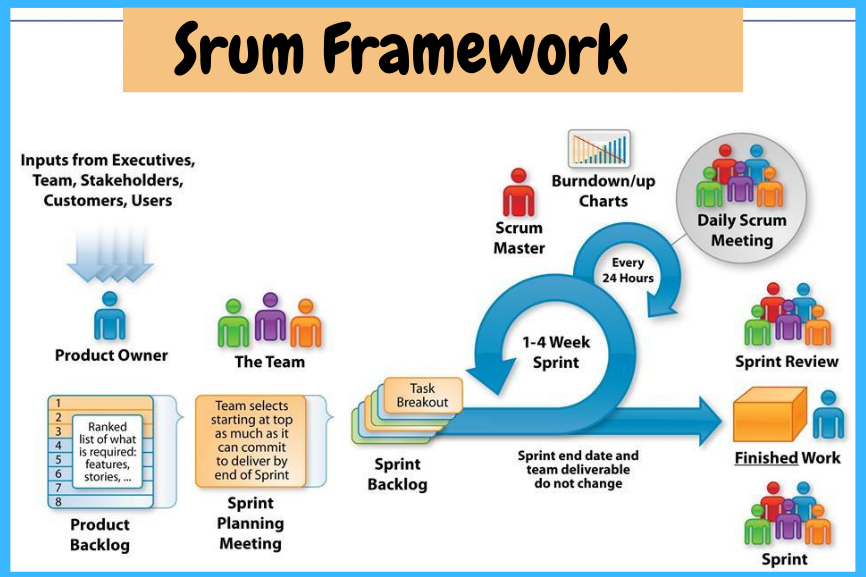 Srum Framework
Inputs from Executives,
Team, Stakeholders,
Customers, Users
Product Owner
The Team
1
2
3
4
5
6
7
8
Ranked
list of what
is required:
features,
stories, ...
Product
Backlog
Team selects
starting at top
as much as it
can commit
to deliver by
end of Sprint
Sprint
Planning
Meeting
Task
Breakout
Sprint
Backlog
Scrum
Master
Burndown/up
Charts
Daily Scrum
Meeting
Every
24 Hours
1-4 Week
Sprint
Sprint end date and
team deliverable
do not change
Sprint Review
Finished Work
Sprint